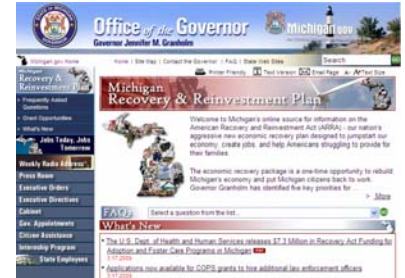 Office of the Governor
Governor Jennifer M. Granholm
Michigan.gov
Michigan.gov Home
Home | Site Map | Contact the Governor | FAQ | State Web Sites
Search
Printer Friendly
Text Version
Email Page
A- A+ Text Size
Michigan
Recovery &
Reinvestment Plan
Frequently Asked
Questions
Grant Opportunities
What's New
Jobs Today, Jobs
Tomorrow
Weekly Radio Address
Press Room
Executive Orders
Executive Directives
Cabinet
Gov. Appointments
Citizen Assistance
Internship Program
State Employees
Michigan
Recovery & Reinvestment Plan
Welcome to Michigan's online source for information on the
American Recovery and Reinvestment Act (ARRA) - our nation's
aggressive new economic recovery plan designed to jumpstart our
economy, create jobs, and help Americans struggling to provide for
their families.
The economic recovery package is a one-time opportunity to rebuild
Michigan's economy and put Michigan citizens back to work.
Governor Granholm has identified five key priorities for ...
> More
FAQs
Select a question from the list...
What's New
The U.S. Dept. of Health and Human Services releases $7.3 Million in Recovery Act Funding for
Adoption and Foster Care Programs in Michigan
Applications now available for COPS grants to hire additional law enforcement officers